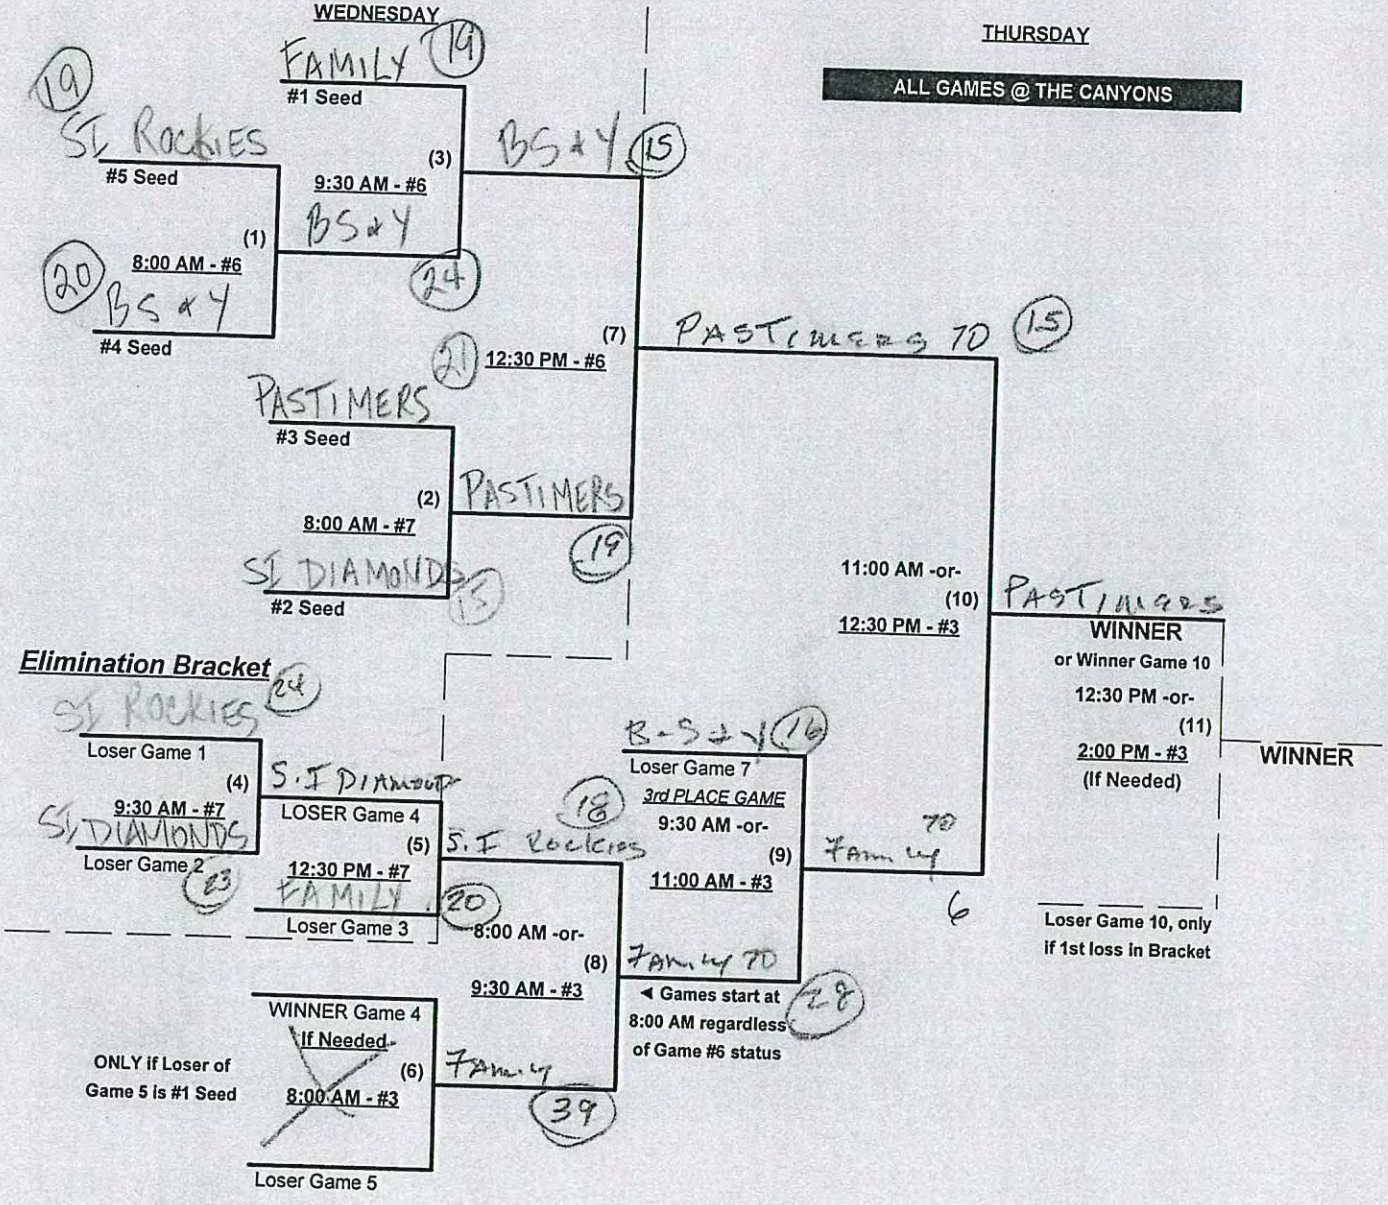 WEDNESDAY
THURSDAY
ALL GAMES @ THE CANYONS
FAMILY 19
#1 Seed
19
SI ROCKIES
#5 Seed
(3)
9:30 AM - #6
BS & Y 15
(1)
8:00 AM - #6
BS & Y
24
20
BS & Y
#4 Seed
(7)
12:30 PM - #6
21
PASTIMERS 70 15
PASTIMERS
#3 Seed
(2)
8:00 AM - #7
PASTIMERS
19
SI DIAMONDS
15
#2 Seed
11:00 AM -or-
(10)
12:30 PM - #3
PASTIMERS
WINNER
or Winner Game 10
12:30 PM -or-
(11)
2:00 PM - #3
(If Needed)
WINNER
Loser Game 10, only
if 1st loss in Bracket
Elimination Bracket
24
SI ROCKIES
Loser Game 1
(4)
9:30 AM - #7
SI DIAMONDS
Loser Game 2
23
S.I DIAMOND
LOSER Game 4
(5)
12:30 PM - #7
FAMILY 20
Loser Game 3
18
S.I Rockies
8:00 AM -or-
(8)
9:30 AM - #3
B-S & Y 16
Loser Game 7
3rd PLACE GAME
9:30 AM -or-
(9)
11:00 AM - #3
70
Family
6
Family 70
28
◄ Games start at
8:00 AM regardless
of Game #6 status
WINNER Game 4
If Needed
(6)
8:00 AM - #3
ONLY if Loser of
Game 5 is #1 Seed
Family
39
Loser Game 5